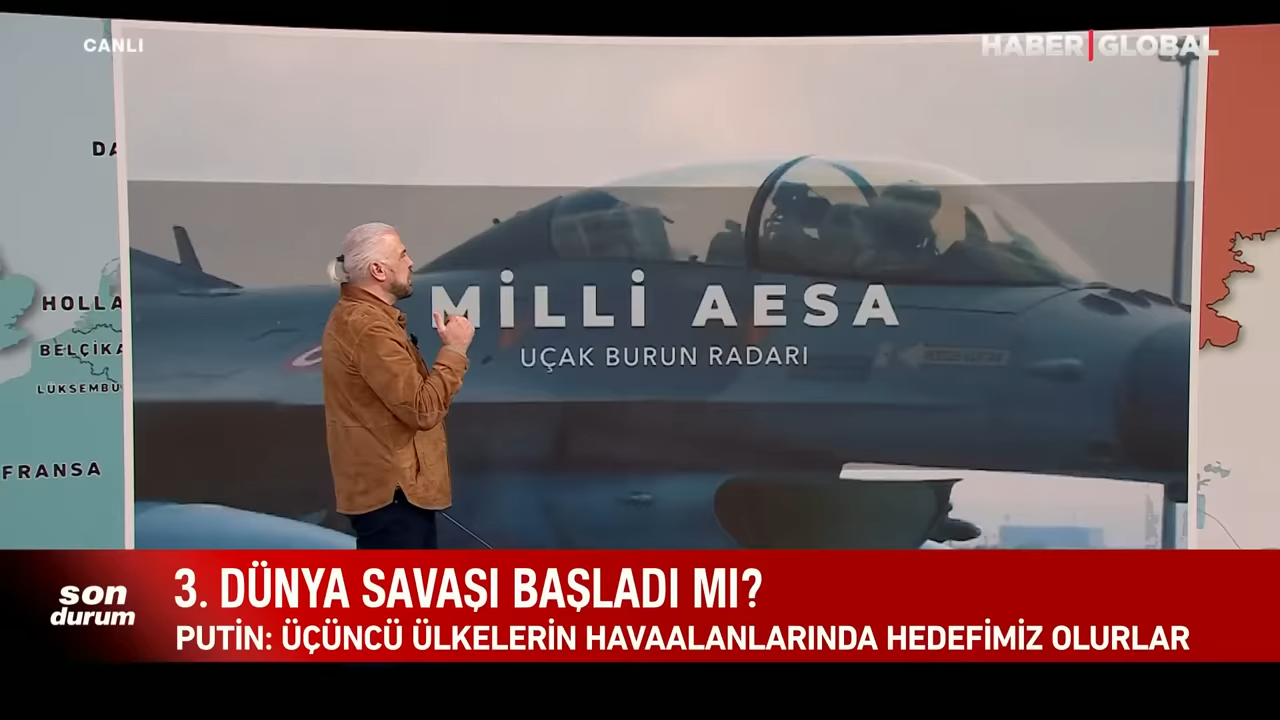 CANLI
HABER GLOBAL
DA
HOLLA
BELÇİKA
LÜKSEMBU
FRANSA
MİLLİ AESA
UÇAK BURUN RADARI
son
durum
3. DÜNYA SAVAŞI BAŞLADI MI?
PUTİN: ÜÇÜNCÜ ÜLKELERİN HAVAALANLARINDA HEDEFİMİZ OLURLAR